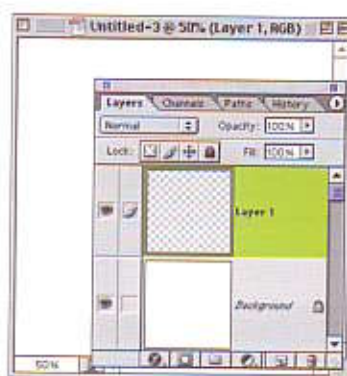 Untitled-3 @ 50% (Layer 1, RGB)
Layers Channels Paths History
Normal Opacity: 100%
Lock: Fill: 100%
Layer 1
Background
50%